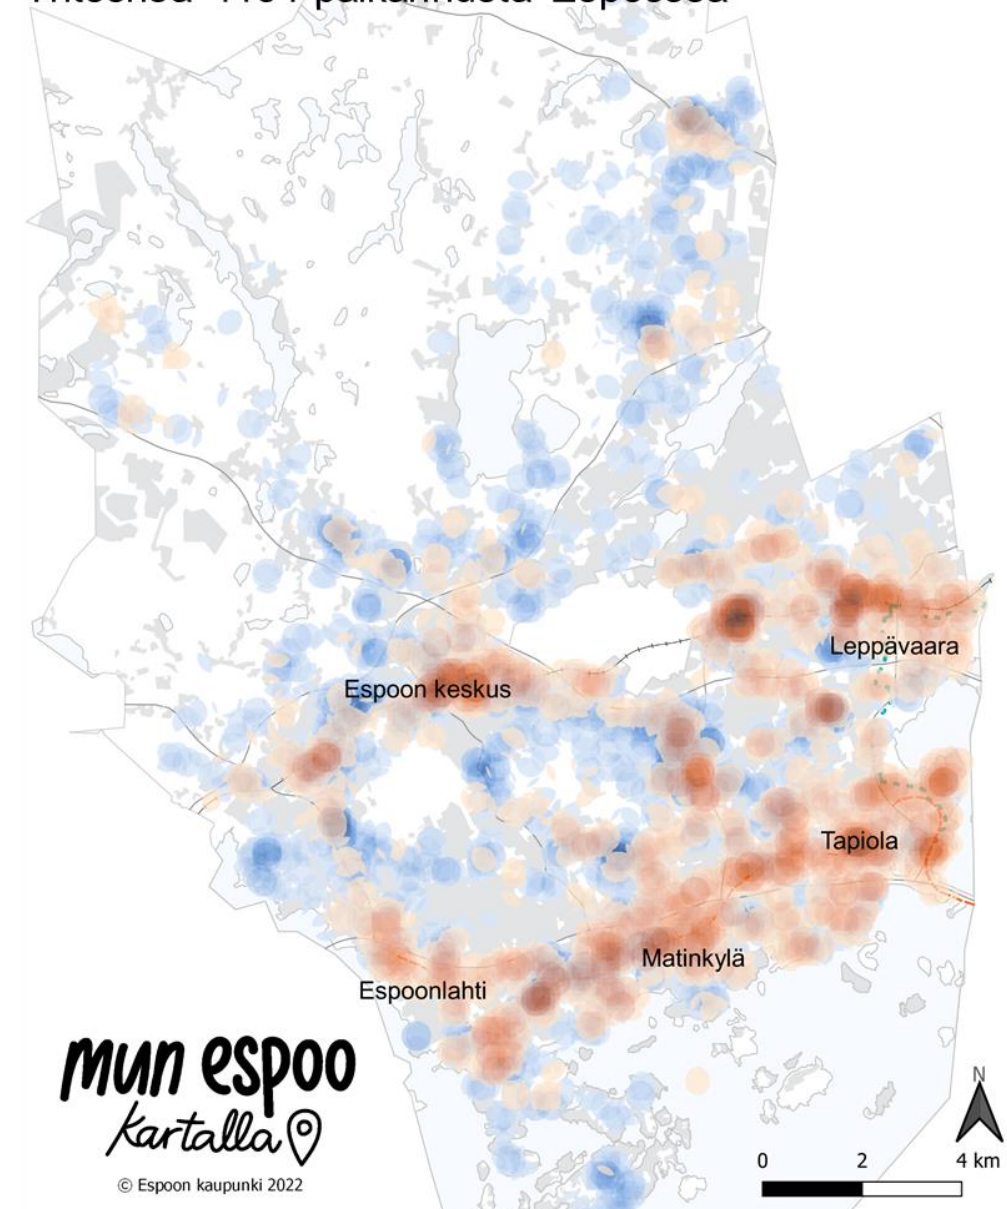 Espoon keskus
Leppävaara
Tapiola
Matinkylä
Espoonlahti
mun espoo
kartalla
© Espoon kaupunki 2022
N
0 2 4 km